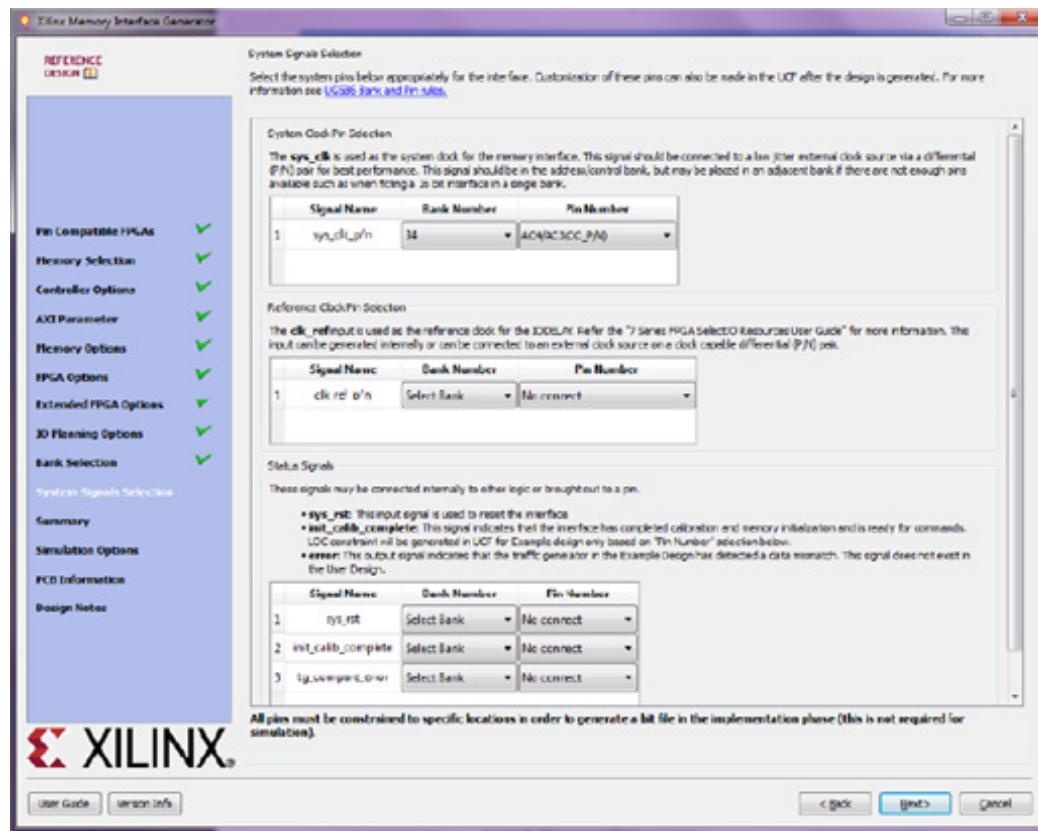 Xilinx Memory Interface Generator
REFERENCE
DESIGN
System Signals Selection
Select the system pins below appropriately for the interface. Customization of these pins can also be made in the UCF after the design is generated. For more
information see UG586 Bank and Pin rules.
System Clock Pin Selection
The sys_clk is used as the system clock for the memory interface. This signal should be connected to a low jitter external clock source via a differential
(P/N) pair for best performance. This signal should be in the address/control bank, but may be placed in an adjacent bank if there are not enough pins
available such as when fitting a 16 bit interface in a single bank.
Signal Name Bank Number Pin Number
1 sys_clk_p/n 34 AC4/AC3(CC_P/N)
Reference Clock Pin Selection
The clk_ref input is used as the reference clock for the IODELAY. Refer the "7 Series FPGA SelectIO Resources User Guide" for more information. This
input can be generated internally or can be connected to an external clock source on a clock capable differential (P/N) pair.
Signal Name Bank Number Pin Number
1 clk_ref_p/n Select Bank No connect
Status Signals
These signals may be connected internally to other logic or brought out to a pin.
• sys_rst: This input signal is used to reset the interface
• init_calib_complete: This signal indicates that the interface has completed calibration and memory initialization and is ready for commands.
LOC constraint will be generated in UCF for Example design only based on "Pin Number" selection below.
• error: This output signal indicates that the traffic generator in the Example Design has detected a data mismatch. This signal does not exist in
the User Design.
Signal Name Bank Number Pin Number
1 sys_rst Select Bank No connect
2 init_calib_complete Select Bank No connect
3 tg_compare_error Select Bank No connect
All pins must be constrained to specific locations in order to generate a bit file in the implementation phase (this is not required for
simulation).
Pin Compatible FPGAs
Memory Selection
Controller Options
AXI Parameter
Memory Options
FPGA Options
Extended FPGA Options
IO Planning Options
Bank Selection
System Signals Selection
Summary
Simulation Options
PCB Information
Design Notes
XILINX
User Guide Version Info < Back Next> Cancel